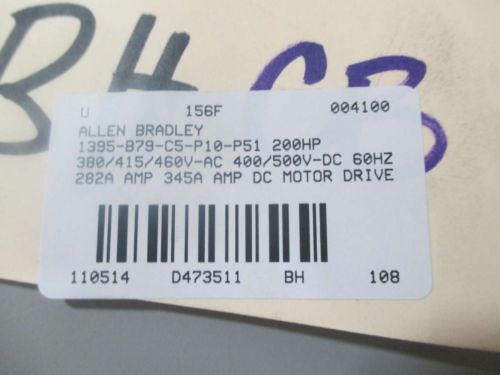 BH CB
U 156F 004100
ALLEN BRADLEY
1395-B79-C5-P10-P51 200HP
380/415/460V-AC 400/500V-DC 60HZ
282A AMP 345A AMP DC MOTOR DRIVE
110514 D473511 BH 108